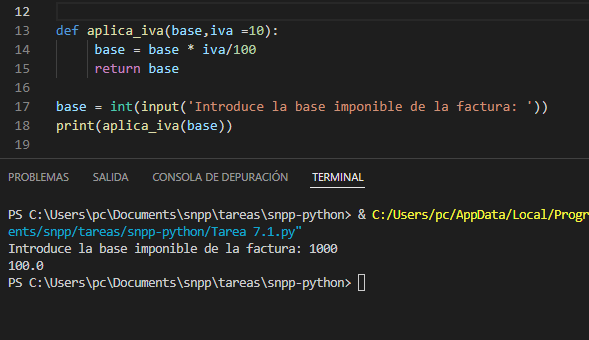 12
13 def aplica_iva(base,iva =10):
14 base = base * iva/100
15 return base
16
17 base = int(input('Introduce la base imponible de la factura: '))
18 print(aplica_iva(base))
19
PROBLEMAS SALIDA CONSOLA DE DEPURACIÓN TERMINAL
PS C:\Users\pc\Documents\snpp\tareas\snpp-python> & C:/Users/pc/AppData/Local/Progr
ents/snpp/tareas/snpp-python/Tarea 7.1.py"
Introduce la base imponible de la factura: 1000
100.0
PS C:\Users\pc\Documents\snpp\tareas\snpp-python>